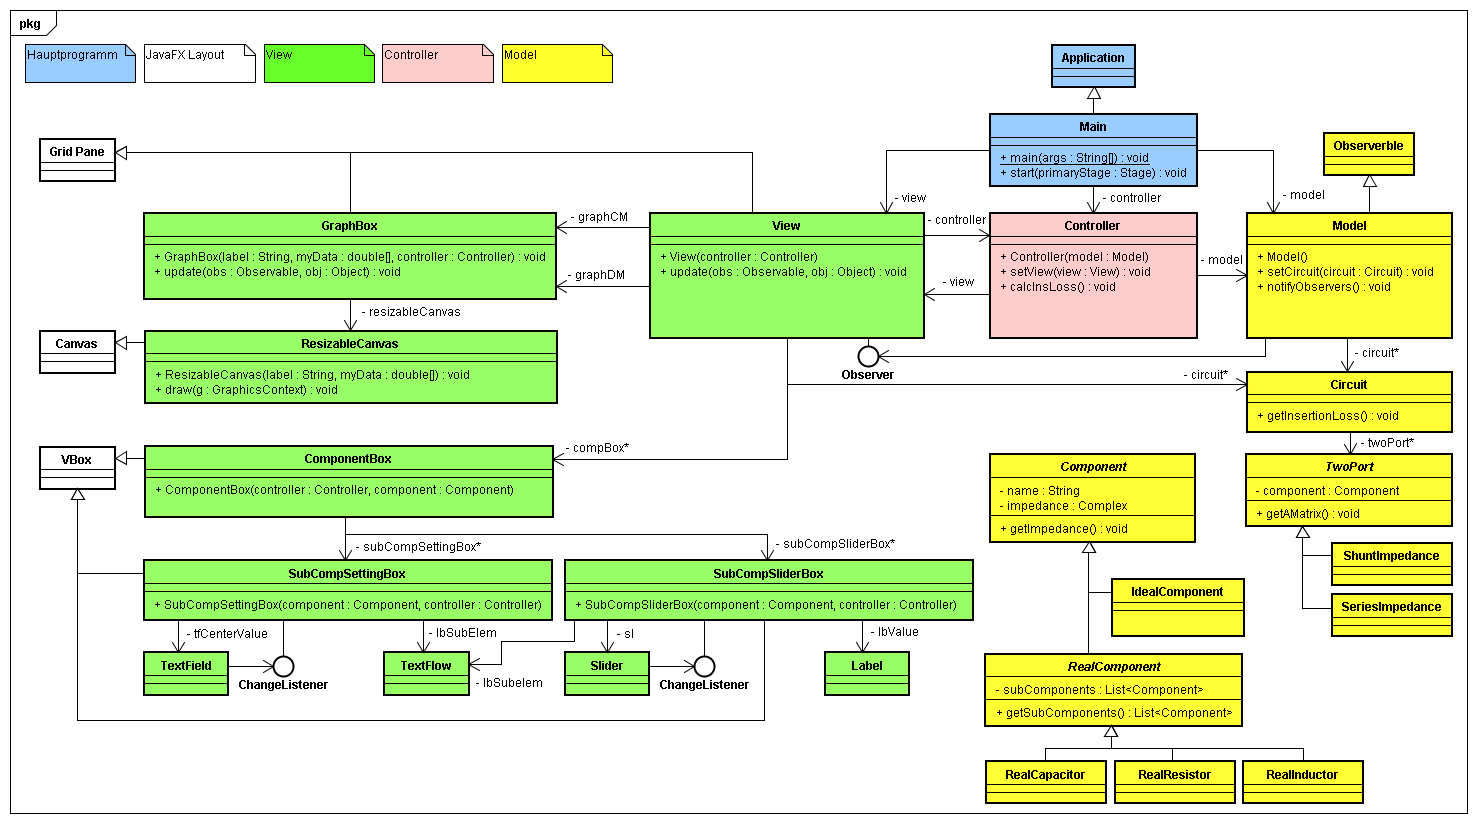 pkg
Hauptprogramm
JavaFX Layout
View
Controller
Model
Application
Main
+ main(args : String[]) : void
+ start(primaryStage : Stage) : void
Observerble
Grid Pane
- view
- controller
- model
GraphBox
+ GraphBox(label : String, myData : double[], controller : Controller) : void
+ update(obs : Observable, obj : Object) : void
- graphCM
- graphDM
View
+ View(controller : Controller)
+ update(obs : Observable, obj : Object) : void
- controller
- view
Controller
+ Controller(model : Model)
+ setView(view : View) : void
+ calcInsLoss() : void
- model
Model
+ Model()
+ setCircuit(circuit : Circuit) : void
+ notifyObservers() : void
- resizableCanvas
Canvas
ResizableCanvas
+ ResizableCanvas(label : String, myData : double[]) : void
+ draw(g : GraphicsContext) : void
Observer
- circuit*
- circuit*
Circuit
+ getInsertionLoss() : void
- compBox*
- twoPort*
VBox
ComponentBox
+ ComponentBox(controller : Controller, component : Component)
Component
- name : String
- impedance : Complex
+ getImpedance() : void
TwoPort
- component : Component
+ getAMatrix() : void
- subCompSettingBox*
- subCompSliderBox*
ShuntImpedance
SeriesImpedance
SubCompSettingBox
+ SubCompSettingBox(component : Component, controller : Controller)
SubCompSliderBox
+ SubCompSliderBox(component : Component, controller : Controller)
IdealComponent
- tfCenterValue
- lbSubElem
- sl
- lbValue
TextField
ChangeListener
TextFlow
- lbSubelem
Slider
ChangeListener
Label
RealComponent
- subComponents : List<Component>
+ getSubComponents() : List<Component>
RealCapacitor
RealResistor
RealInductor